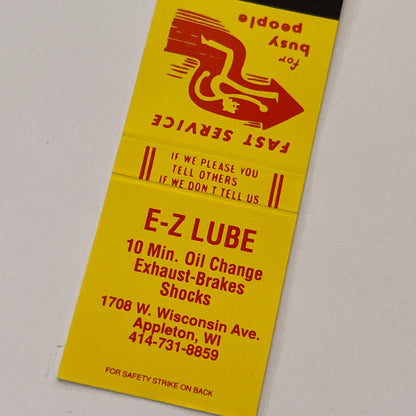 for
busy
people
FAST SERVICE
IF WE PLEASE YOU
TELL OTHERS
IF WE DON'T TELL US
E-Z LUBE
10 Min. Oil Change
Exhaust-Brakes
Shocks
1708 W. Wisconsin Ave.
Appleton, WI
414-731-8859
FOR SAFETY STRIKE ON BACK